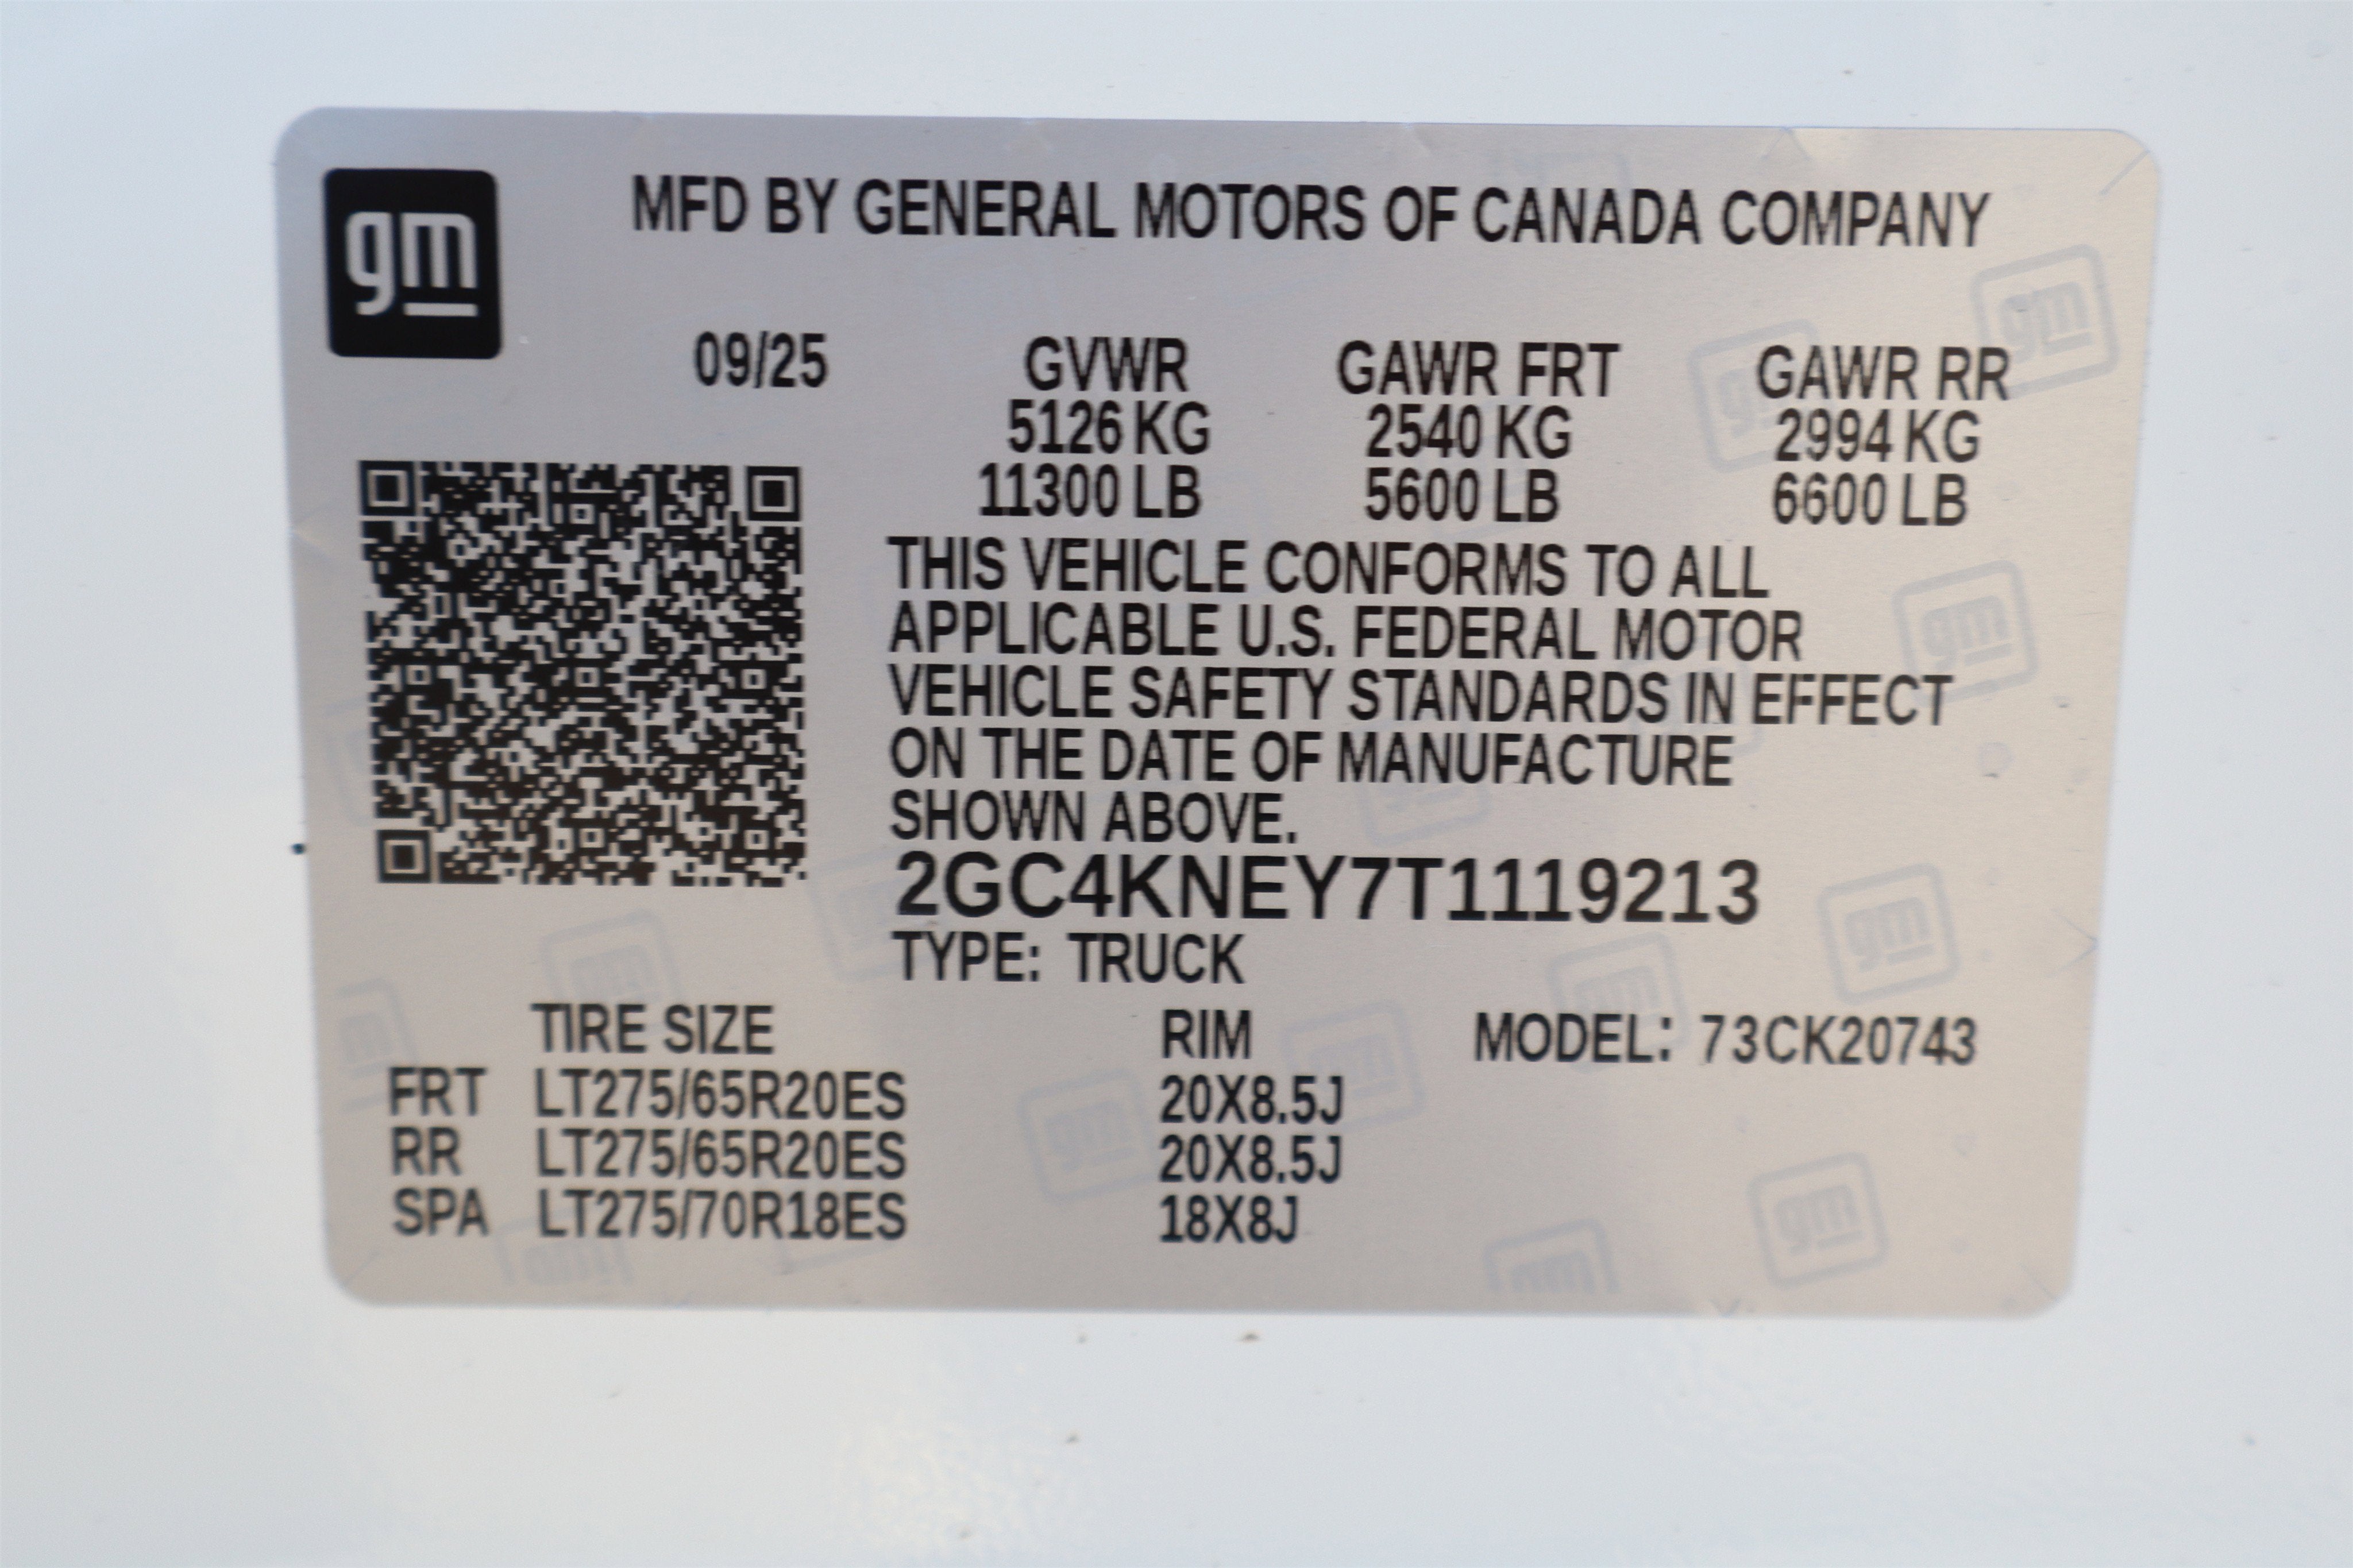 gm
MFD BY GENERAL MOTORS OF CANADA COMPANY
09/25 GVWR GAWR FRT GAWR RR
5126 KG 2540 KG 2994 KG
11300 LB 5600 LB 6600 LB
THIS VEHICLE CONFORMS TO ALL
APPLICABLE U.S. FEDERAL MOTOR
VEHICLE SAFETY STANDARDS IN EFFECT
ON THE DATE OF MANUFACTURE
SHOWN ABOVE.
2GC4KNEY7T1119213
TYPE: TRUCK
TIRE SIZE RIM MODEL: 73CK20743
FRT LT275/65R20ES 20X8.5J
RR LT275/65R20ES 20X8.5J
SPA LT275/70R18ES 18X8J